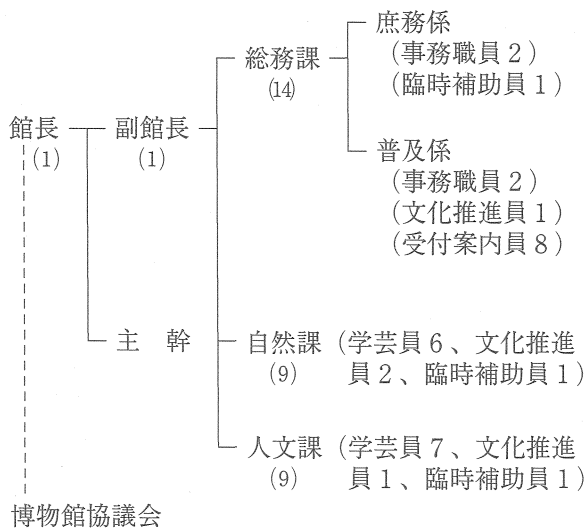 庶務係
総務課
(事務職員2)
(14)
(臨時補助員1)
館長
副館長
普及係
(1)
(1)
(事務職員2)
(文化推進員1)
(受付案内員8)
主 幹
自然課 (学芸員6、文化推進
(9) 員2、臨時補助員1)
人文課 (学芸員7、文化推進
(9) 員1、臨時補助員1)
博物館協議会